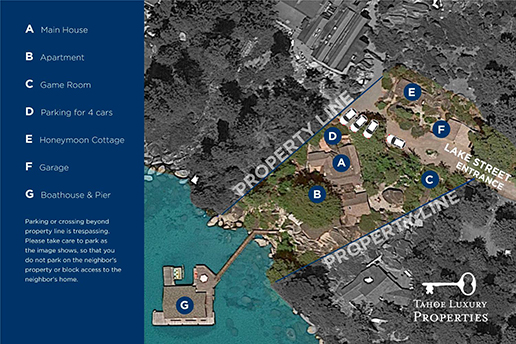 A Main House
B Apartment
C Game Room
D Parking for 4 cars
E Honeymoon Cottage
F Garage
G Boathouse & Pier
Parking or crossing beyond
property line is trespassing.
Please take care to park as
the image shows, so that you
do not park on the neighbor's
property or block access to the
neighbor's home.
PROPERTY LINE
E
F
D
A
LAKE STREET
ENTRANCE
B
C
PROPERTY LINE
G
TAHOE LUXURY
PROPERTIES